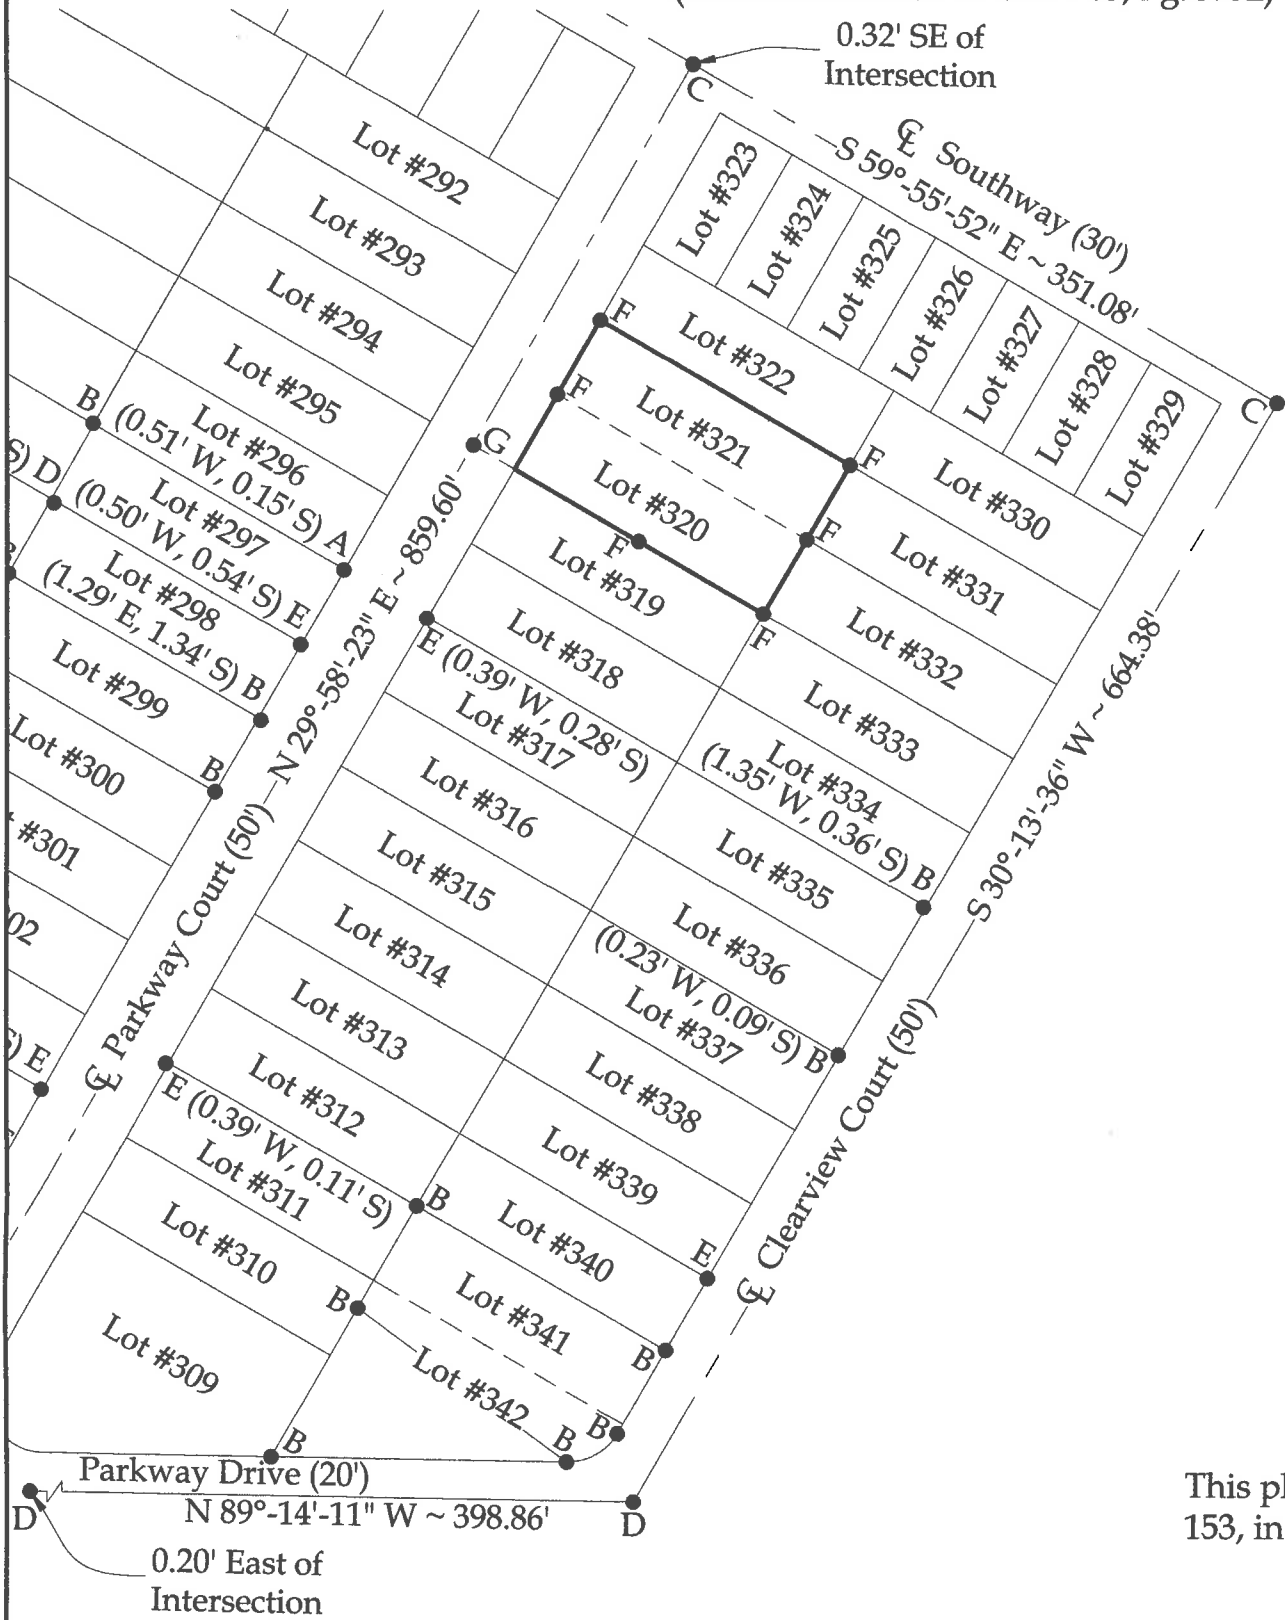 0.32' SE of
Intersection
C
℄ Southway (30')
S 59°-55'-52" E ~ 351.08'
C
Lot #292
Lot #293
Lot #294
Lot #295
Lot #296
(0.51' W, 0.15' S) A
B
Lot #297
(0.50' W, 0.54' S) E
S) D
Lot #298
(1.29' E, 1.34' S) B
Lot #299
B
Lot #300
#301
02
S) E
℄ Parkway Court (50')
N 29°-58'-23" E ~ 859.60'
Lot #323
Lot #324
Lot #325
Lot #326
Lot #327
Lot #328
Lot #329
F
Lot #322
F
Lot #321
F
G
Lot #320
F
F
Lot #319
F
Lot #318
E (0.39' W, 0.28' S)
Lot #317
Lot #316
Lot #315
Lot #314
Lot #313
Lot #312
E (0.39' W, 0.11' S)
B
Lot #311
Lot #310
Lot #309
Lot #330
Lot #331
Lot #332
Lot #333
Lot #334
(1.35' W, 0.36' S) B
Lot #335
Lot #336
(0.23' W, 0.09' S) B
Lot #337
Lot #338
Lot #339
E
Lot #340
Lot #341
B
B
Lot #342
B
B
B
S 30°-13'-36" W ~ 664.38'
℄ Clearview Court (50')
Parkway Drive (20')
N 89°-14'-11" W ~ 398.86'
D
D
0.20' East of
Intersection
This pl
153, in